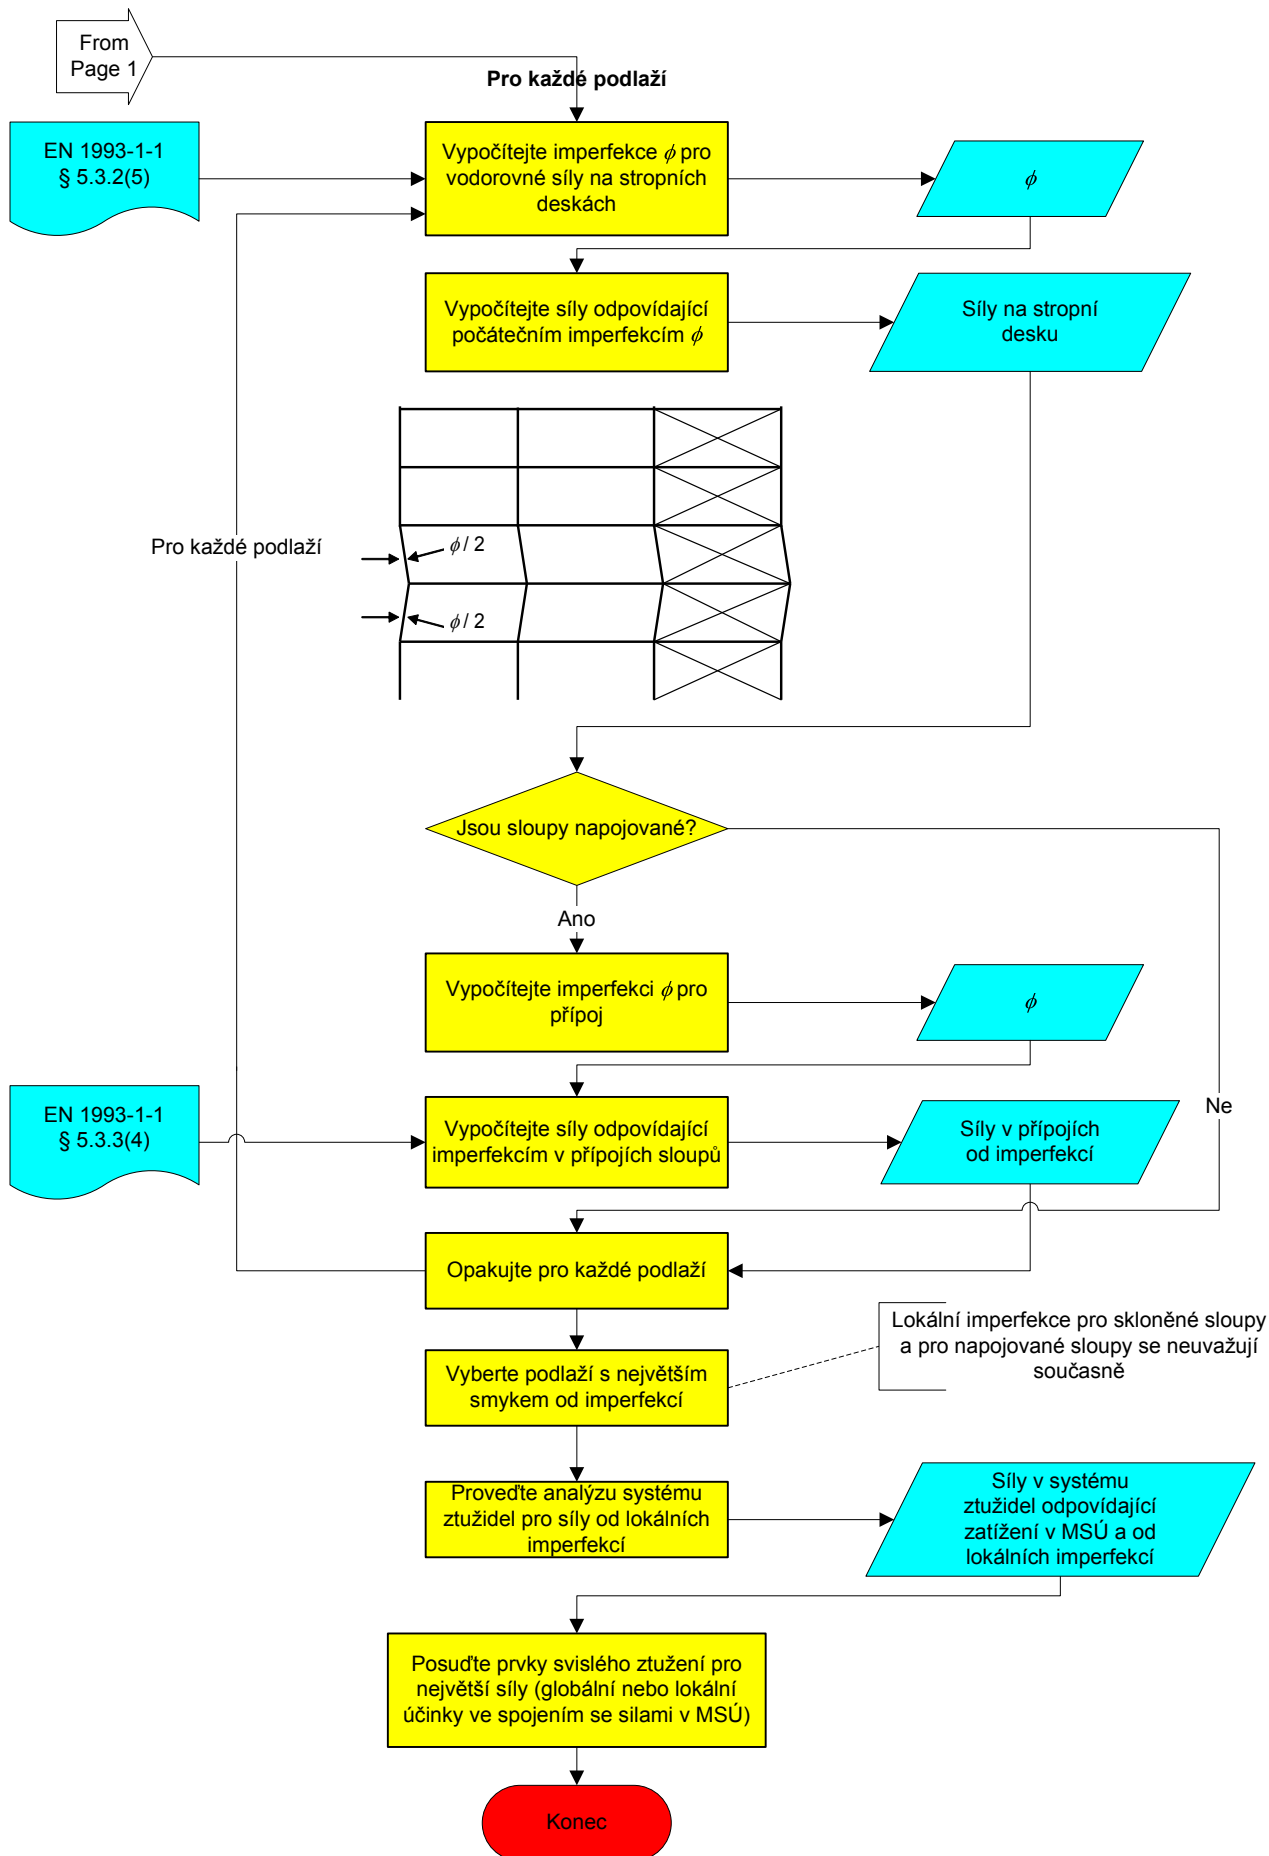 From
Page 1
Pro každé podlaží
EN 1993-1-1
§ 5.3.2(5)
Vypočítejte imperfekce ϕ pro
vodorovné síly na stropních
deskách
ϕ
Vypočítejte síly odpovídající
počátečním imperfekcím ϕ
Síly na stropní
desku
Pro každé podlaží
ϕ / 2
ϕ / 2
Jsou sloupy napojované?
Ano
Vypočítejte imperfekci ϕ pro
přípoj
ϕ
Ne
EN 1993-1-1
§ 5.3.3(4)
Vypočítejte síly odpovídající
imperfekcím v přípojích sloupů
Síly v přípojích
od imperfekcí
Opakujte pro každé podlaží
Lokální imperfekce pro skloněné sloupy
a pro napojované sloupy se neuvažují
současně
Vyberte podlaží s největším
smykem od imperfekcí
Proveďte analýzu systému
ztužidel pro síly od lokálních
imperfekcí
Síly v systému
ztužidel odpovídající
zatížení v MSÚ a od
lokálních imperfekcí
Posuďte prvky svislého ztužení pro
největší síly (globální nebo lokální
účinky ve spojením se silami v MSÚ)
Konec